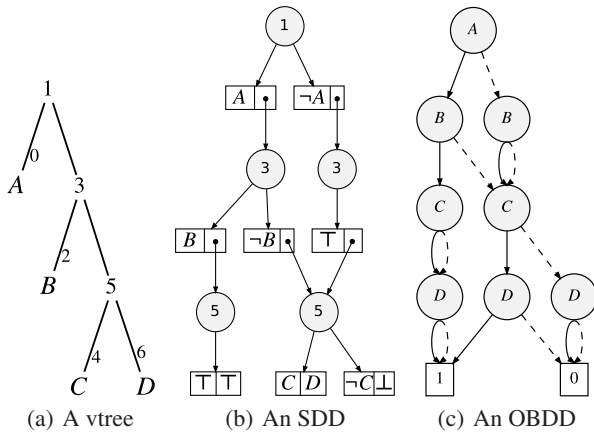 1
0
A
3
2
B
5
4
6
C
D
(a) A vtree
1
A
¬A
3
3
B
¬B
⊤
5
5
⊤ ⊤
C D
¬C ⊥
(b) An SDD
A
B
B
C
C
D
D
D
1
0
(c) An OBDD